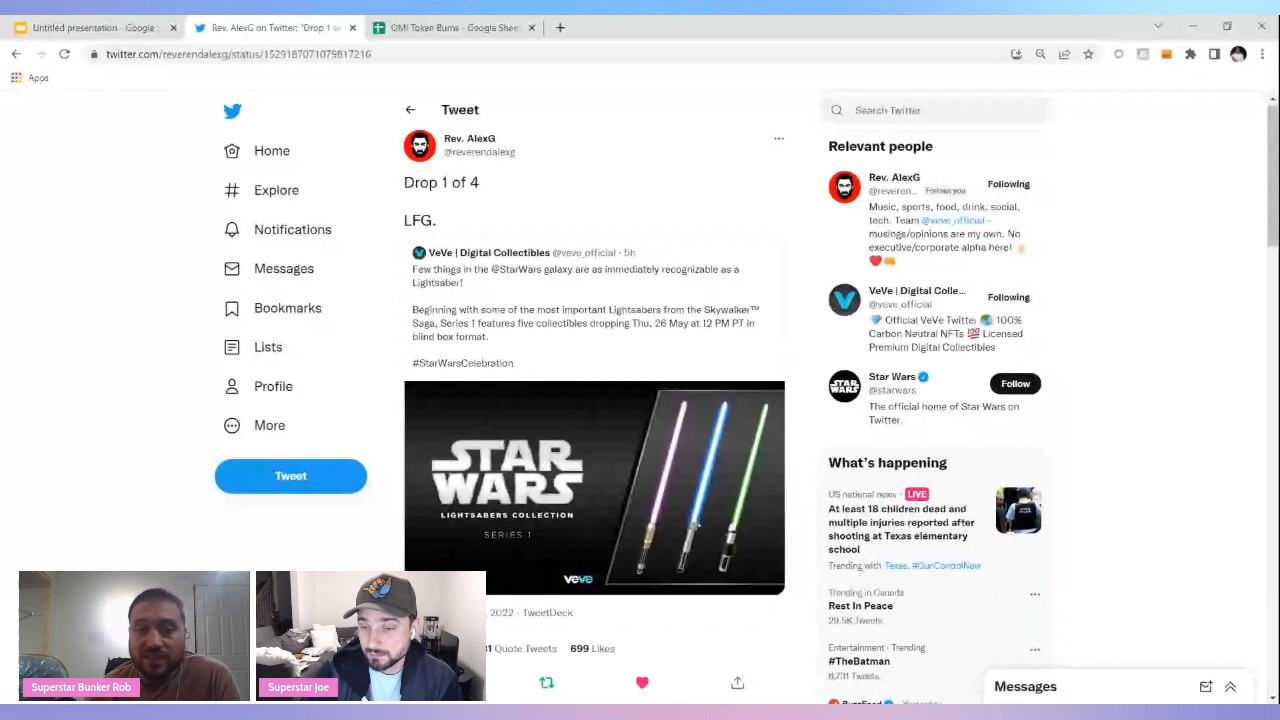 Untitled presentation - Google
Rev. AlexG on Twitter: "Drop 1
OMI Token Burns - Google Shee
twitter.com/reverendalexg/status/1529187071079817216
Apps
Home
Explore
Notifications
Messages
Bookmarks
Lists
Profile
More
Tweet
Tweet
Rev. AlexG
@reverendalexg
Drop 1 of 4
LFG.
VeVe | Digital Collectibles @veve_official · 5h
Few things in the @StarWars galaxy are as immediately recognizable as a
Lightsaber!
Beginning with some of the most important Lightsabers from the Skywalker™
Saga, Series 1 features five collectibles dropping Thu. 26 May at 12 PM PT in
blind box format.
#StarWarsCelebration
STAR
WARS
LIGHTSABERS COLLECTION
SERIES 1
veve
, 2022 · TweetDeck
1 Quote Tweets 699 Likes
Search Twitter
Relevant people
Rev. AlexG
@reveren... Follows you
Following
Music, sports, food, drink, social,
tech. Team @veve_official -
musings/opinions are my own. No
executive/corporate alpha here!
VeVe | Digital Colle...
@veve_official
Following
Official VeVe Twitter 100%
Carbon Neutral NFTs 💯 Licensed
Premium Digital Collectibles
STAR
WARS
Star Wars
@starwars
Follow
The official home of Star Wars on
Twitter.
What's happening
US national news · LIVE
At least 18 children dead and
multiple injuries reported after
shooting at Texas elementary
school
Trending with Texas, #GunControlNow
Trending in Canada
Rest In Peace
29.5K Tweets
Entertainment · Trending
#TheBatman
8,731 Tweets
BuzzFeed · Yesterday
Messages
Superstar Bunker Rob
Superstar Joe